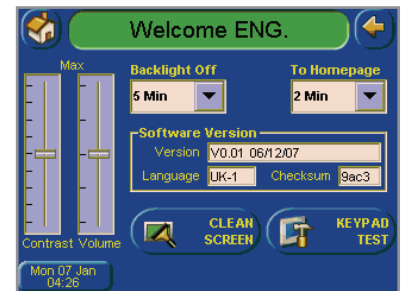 Welcome ENG.
Max
Backlight Off
To Homepage
5 Min
2 Min
Software Version
Version V0.01 06/12/07
Language UK-1 Checksum 9ac3
Contrast Volume
CLEAN
SCREEN
KEYPAD
TEST
Mon 07 Jan
04:26